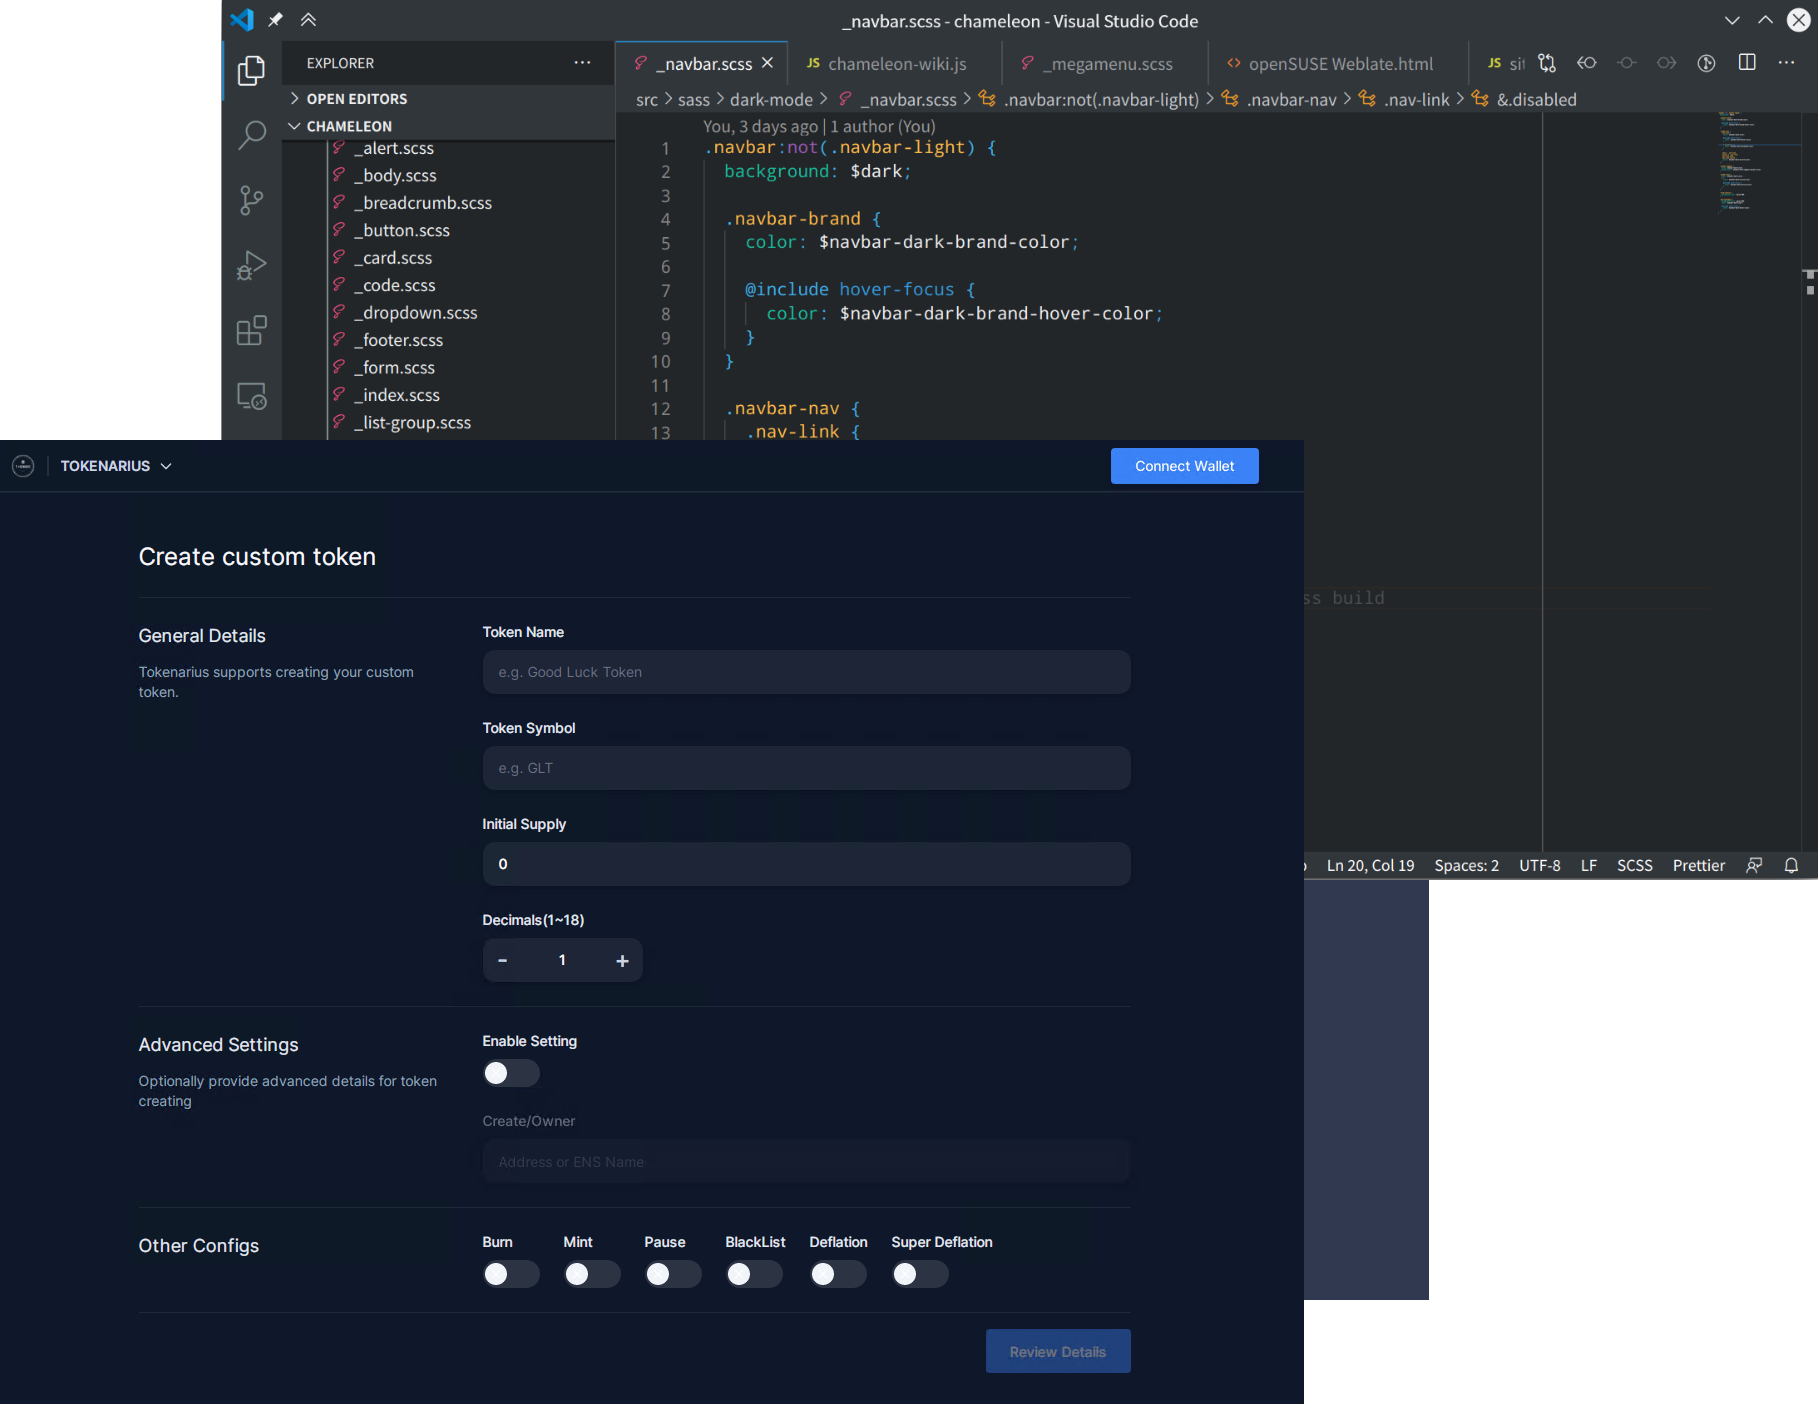 _navbar.scss - chameleon - Visual Studio Code
EXPLORER
OPEN EDITORS
CHAMELEON
_alert.scss
_body.scss
_breadcrumb.scss
_button.scss
_card.scss
_code.scss
_dropdown.scss
_footer.scss
_form.scss
_index.scss
_list-group.scss
_navbar.scss
JS chameleon-wiki.js
_megamenu.scss
openSUSE Weblate.html
JS sit
src > sass > dark-mode > _navbar.scss > .navbar:not(.navbar-light) > .navbar-nav > .nav-link > &.disabled
You, 3 days ago | 1 author (You)
1 .navbar:not(.navbar-light) {
2 background: $dark;
3
4 .navbar-brand {
5 color: $navbar-dark-brand-color;
6
7 @include hover-focus {
8 color: $navbar-dark-brand-hover-color;
9 }
10 }
11
12 .navbar-nav {
13 .nav-link {
ss build
Ln 20, Col 19 Spaces: 2 UTF-8 LF SCSS Prettier
TOKENARIUS
Connect Wallet
Create custom token
General Details
Tokenarius supports creating your custom
token.
Token Name
e.g. Good Luck Token
Token Symbol
e.g. GLT
Initial Supply
0
Decimals(1~18)
- 1 +
Advanced Settings
Optionally provide advanced details for token
creating
Enable Setting
Create/Owner
Address or ENS Name
Other Configs
Burn Mint Pause BlackList Deflation Super Deflation
Review Details